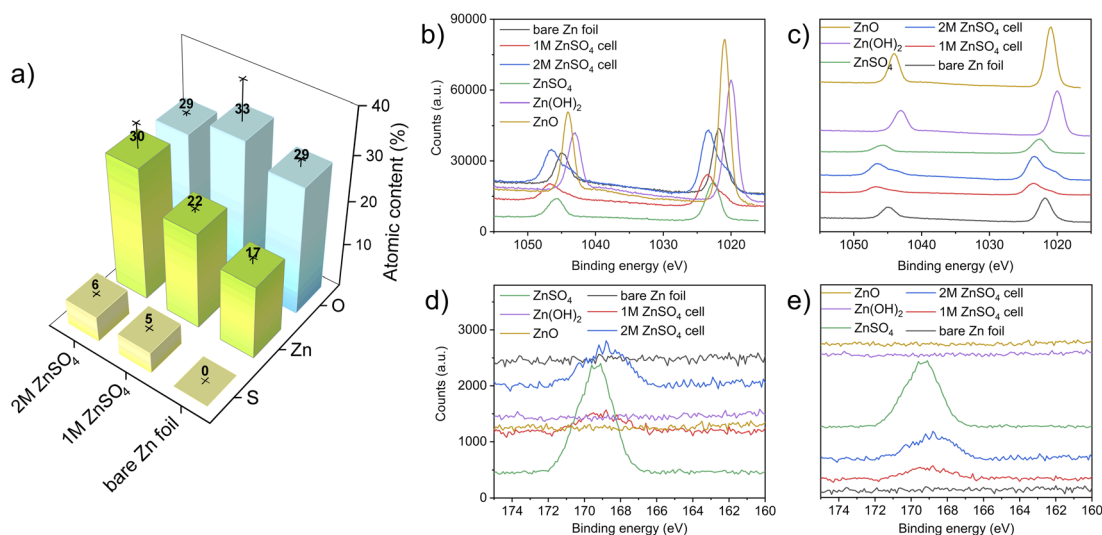 a)
40
30
20
10
Atomic content (%)
29
33
29
30
22
17
6
5
0
O
Zn
S
2M ZnSO₄
1M ZnSO₄
bare Zn foil
b)
90000
60000
30000
0
Counts (a.u.)
bare Zn foil
1M ZnSO₄ cell
2M ZnSO₄ cell
ZnSO₄
Zn(OH)₂
ZnO
1050 1040 1030 1020
Binding energy (eV)
c)
ZnO
Zn(OH)₂
ZnSO₄
2M ZnSO₄ cell
1M ZnSO₄ cell
bare Zn foil
1050 1040 1030 1020
Binding energy (eV)
d)
3000
2000
1000
0
Counts (a.u.)
ZnSO₄
Zn(OH)₂
ZnO
bare Zn foil
1M ZnSO₄ cell
2M ZnSO₄ cell
174 172 170 168 166 164 162 160
Binding energy (eV)
e)
ZnO
Zn(OH)₂
ZnSO₄
2M ZnSO₄ cell
1M ZnSO₄ cell
bare Zn foil
174 172 170 168 166 164 162 160
Binding energy (eV)